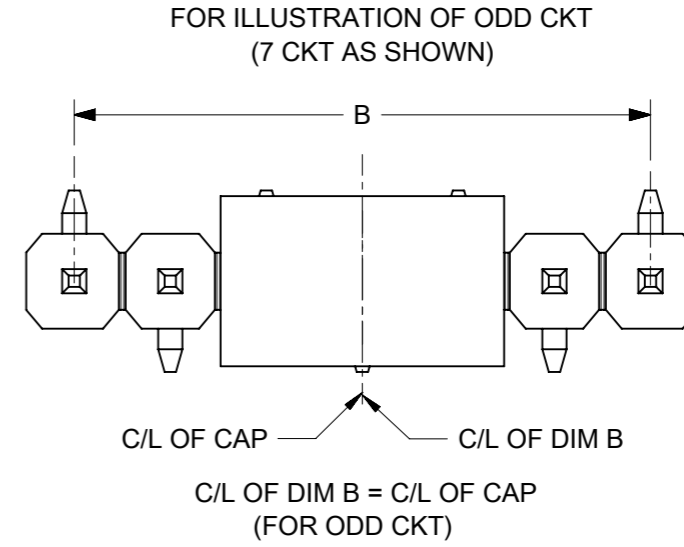 FOR ILLUSTRATION OF ODD CKT
(7 CKT AS SHOWN)
B
C/L OF CAP
C/L OF DIM B
C/L OF DIM B = C/L OF CAP
(FOR ODD CKT)